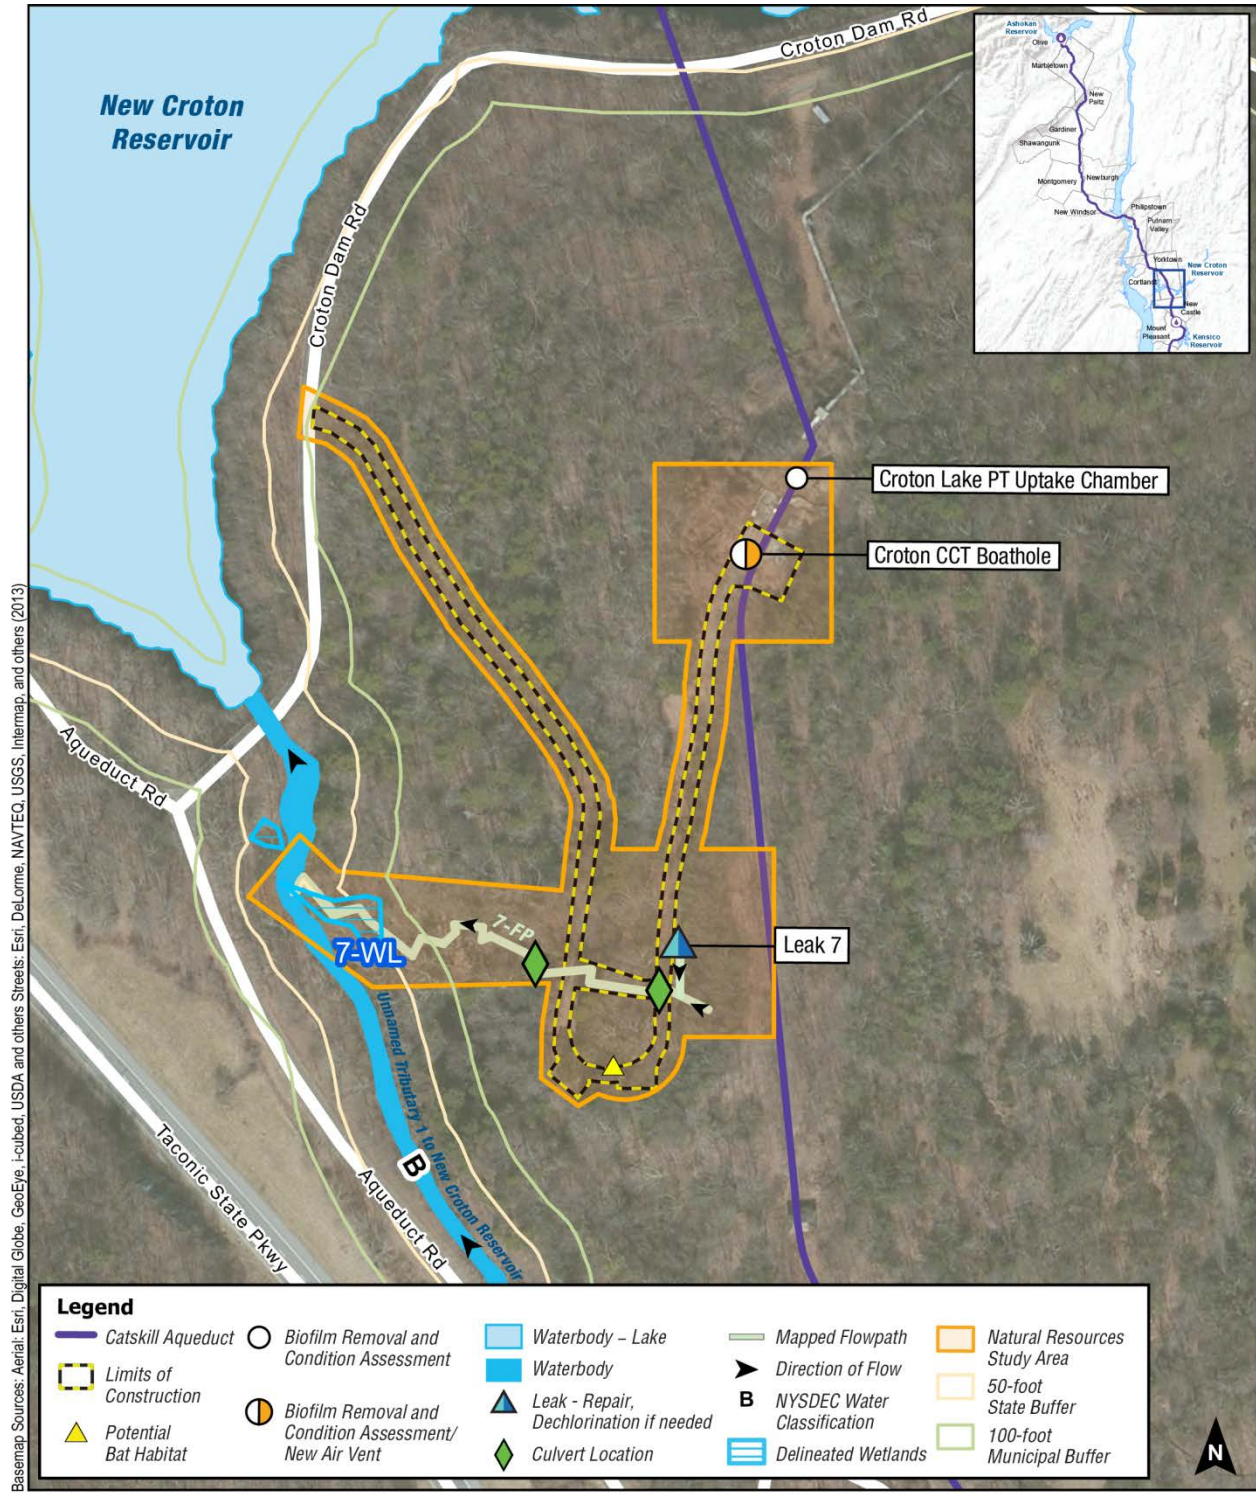 Croton Dam Rd
New Croton
Reservoir
Croton Dam Rd
Ashokan
Reservoir
Olive
Marbletown
New
Paltz
Gardiner
Shawangunk
Montgomery
Newburgh
New Windsor
Philipstown
Putnam
Valley
Yorktown
New Croton
Reservoir
Cortlandt
New
Castle
Mount
Pleasant
Kensico
Reservoir
Croton Lake PT Uptake Chamber
Croton CCT Boathole
Aqueduct Rd
7-FP
7-WL
Leak 7
Unnamed Tributary 1 to New Croton Reservoir
B
Aqueduct Rd
Taconic State Pkwy
Basemap Sources: Aerial: Esri, Digital Globe, GeoEye, i-cubed, USDA and others Streets: Esri, DeLorme, NAVTEQ, USGS, Intermap, and others (2013)
Legend
Catskill Aqueduct
Limits of
Construction
Potential
Bat Habitat
Biofilm Removal and
Condition Assessment
Biofilm Removal and
Condition Assessment/
New Air Vent
Waterbody – Lake
Waterbody
Leak - Repair,
Dechlorination if needed
Culvert Location
Mapped Flowpath
Direction of Flow
B NYSDEC Water
Classification
Delineated Wetlands
Natural Resources
Study Area
50-foot
State Buffer
100-foot
Municipal Buffer
N